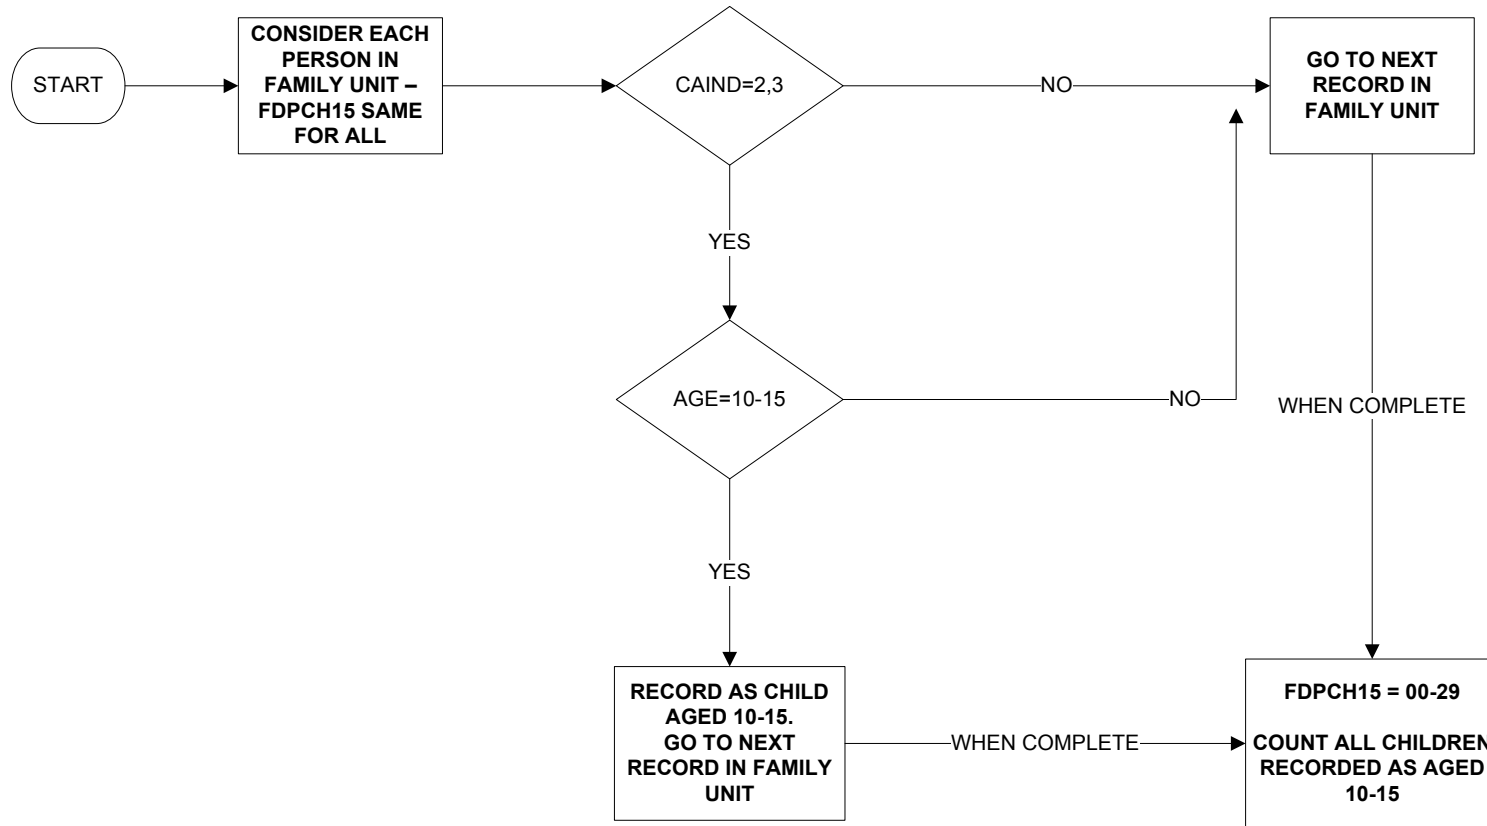 START
CONSIDER EACH
PERSON IN
FAMILY UNIT –
FDPCH15 SAME
FOR ALL
CAIND=2,3
NO
GO TO NEXT
RECORD IN
FAMILY UNIT
YES
AGE=10-15
NO
WHEN COMPLETE
YES
RECORD AS CHILD
AGED 10-15.
GO TO NEXT
RECORD IN FAMILY
UNIT
WHEN COMPLETE
FDPCH15 = 00-29
COUNT ALL CHILDREN
RECORDED AS AGED
10-15